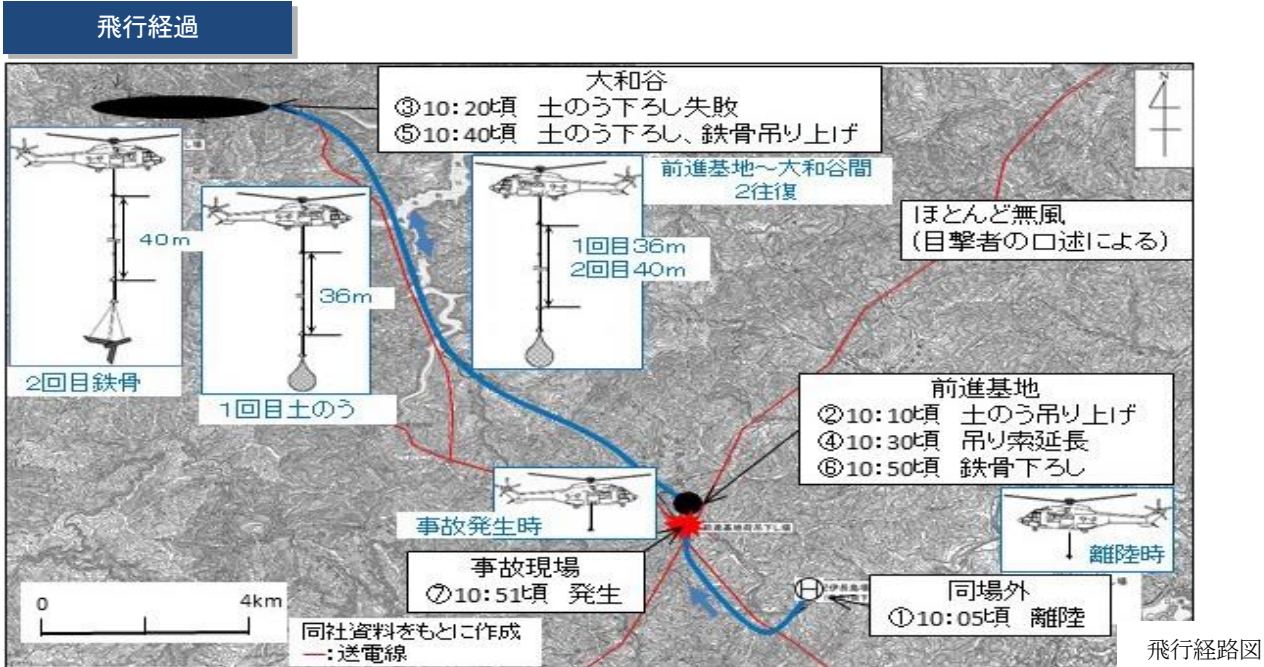 飛行経過
大和谷
③10:20頃 土のう下ろし失敗
⑤10:40頃 土のう下ろし、鉄骨吊り上げ
N
前進基地~大和谷間
2往復
ほとんど無風
(目撃者の口述による)
40m
2回目鉄骨
36m
1回目土のう
1回目36m
2回目40m
前進基地
②10:10頃 土のう吊り上げ
④10:30頃 吊り索延長
⑥10:50頃 鉄骨下ろし
事故発生時
離陸時
事故現場
⑦10:51頃 発生
同場外
①10:05頃 離陸
0
4km
同社資料をもとに作成
―:送電線
飛行経路図